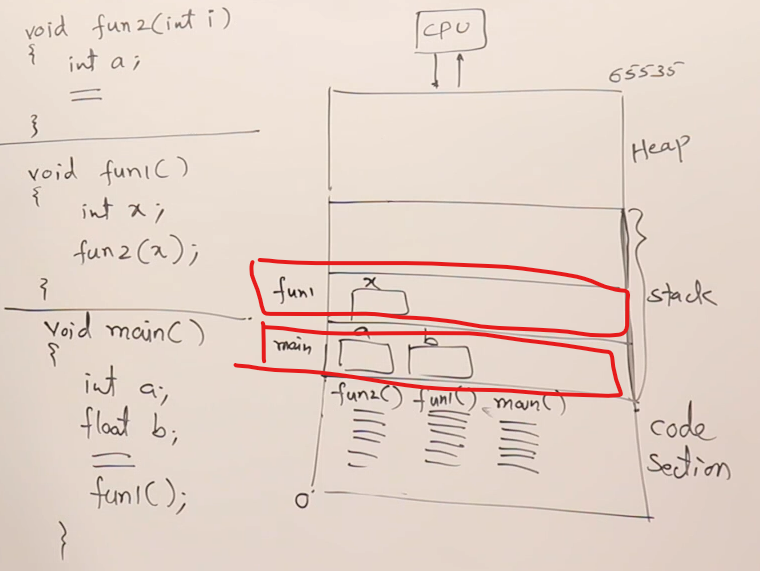 void fun2(int i)
{
int a;
}
void fun1()
{
int x;
fun2(x);
}
void main()
{
int a;
float b;
fun1();
}
CPU
65535
Heap
stack
fun1
x
main
a
b
fun2() fun1() main()
code
section
0